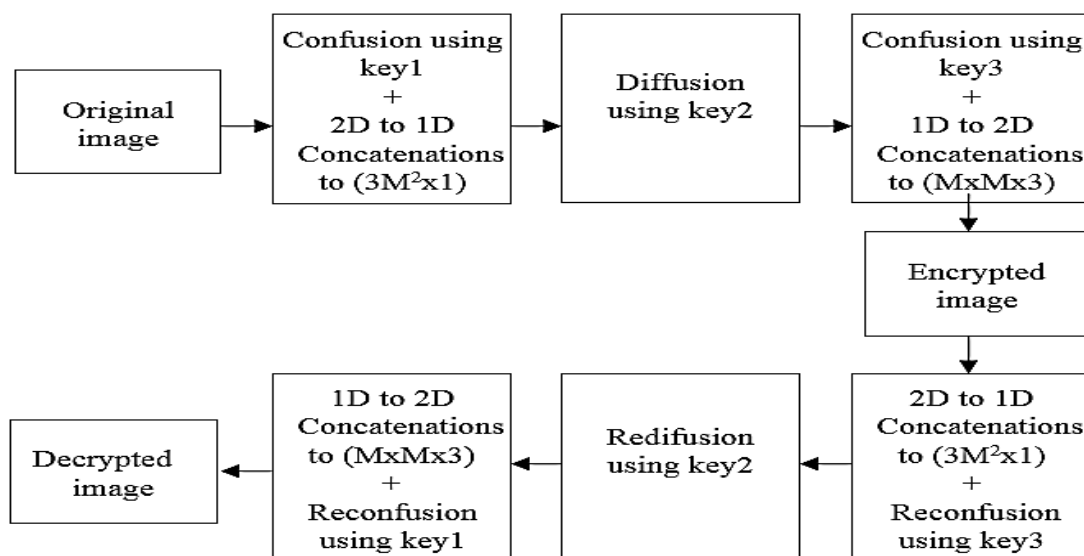 Original
image
Confusion using
key1
+
2D to 1D
Concatenations
to (3M²x1)
Diffusion
using key2
Confusion using
key3
+
1D to 2D
Concatenations
to (MxMx3)
Encrypted
image
2D to 1D
Concatenations
to (3M²x1)
+
Reconfusion
using key3
Redifusion
using key2
1D to 2D
Concatenations
to (MxMx3)
+
Reconfusion
using key1
Decrypted
image